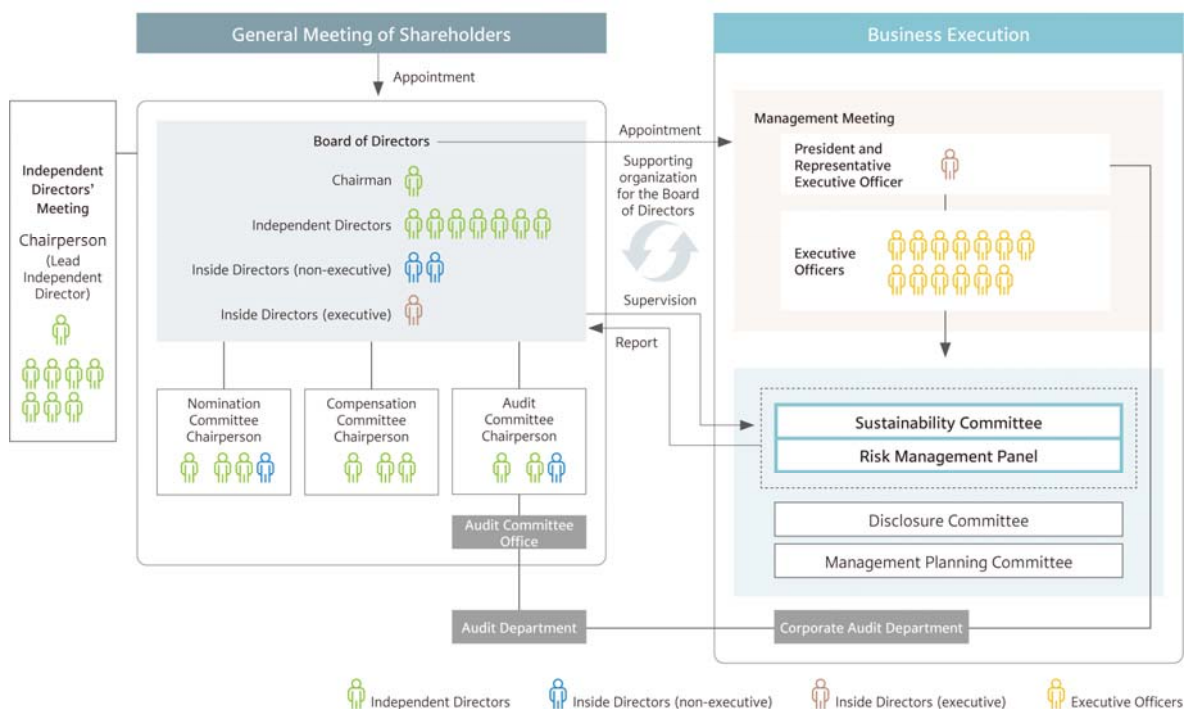 General Meeting of Shareholders
Business Execution
Appointment
Independent
Directors'
Meeting
Chairperson
(Lead
Independent
Director)
Board of Directors
Chairman
Independent Directors
Inside Directors (non-executive)
Inside Directors (executive)
Appointment
Supporting
organization
for the Board
of Directors
Supervision
Report
Management Meeting
President and
Representative
Executive Officer
Executive
Officers
Nomination
Committee
Chairperson
Compensation
Committee
Chairperson
Audit
Committee
Chairperson
Audit Committee
Office
Sustainability Committee
Risk Management Panel
Disclosure Committee
Management Planning Committee
Audit Department
Corporate Audit Department
Independent Directors
Inside Directors (non-executive)
Inside Directors (executive)
Executive Officers